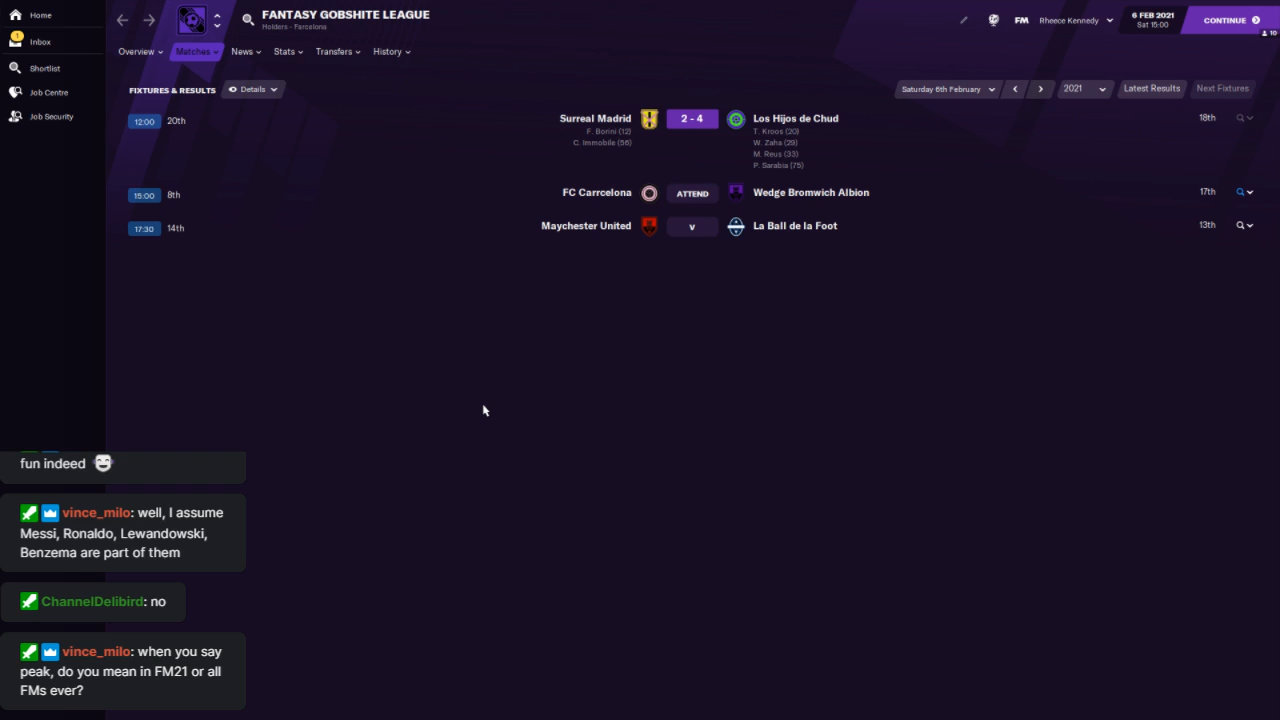 Home
Inbox
1
Shortlist
Job Centre
Job Security
FANTASY GOBSHITE LEAGUE
Holders - Farcelona
FM
Rheece Kennedy
6 FEB 2021
Sat 15:00
CONTINUE
10
Overview
Matches
News
Stats
Transfers
History
FIXTURES & RESULTS
Details
Saturday 6th February
2021
Latest Results
Next Fixtures
12:00 20th Surreal Madrid 2 - 4 Los Hijos de Chud 18th
F. Borini (12) T. Kroos (20)
C. Immobile (56) W. Zaha (29)
M. Reus (33)
P. Sarabia (75)
15:00 8th FC Carrcelona ATTEND Wedge Bromwich Albion 17th
17:30 14th Maychester United v La Ball de la Foot 13th
fun indeed
vince_milo: well, I assume
Messi, Ronaldo, Lewandowski,
Benzema are part of them
ChannelDelibird: no
vince_milo: when you say
peak, do you mean in FM21 or all
FMs ever?